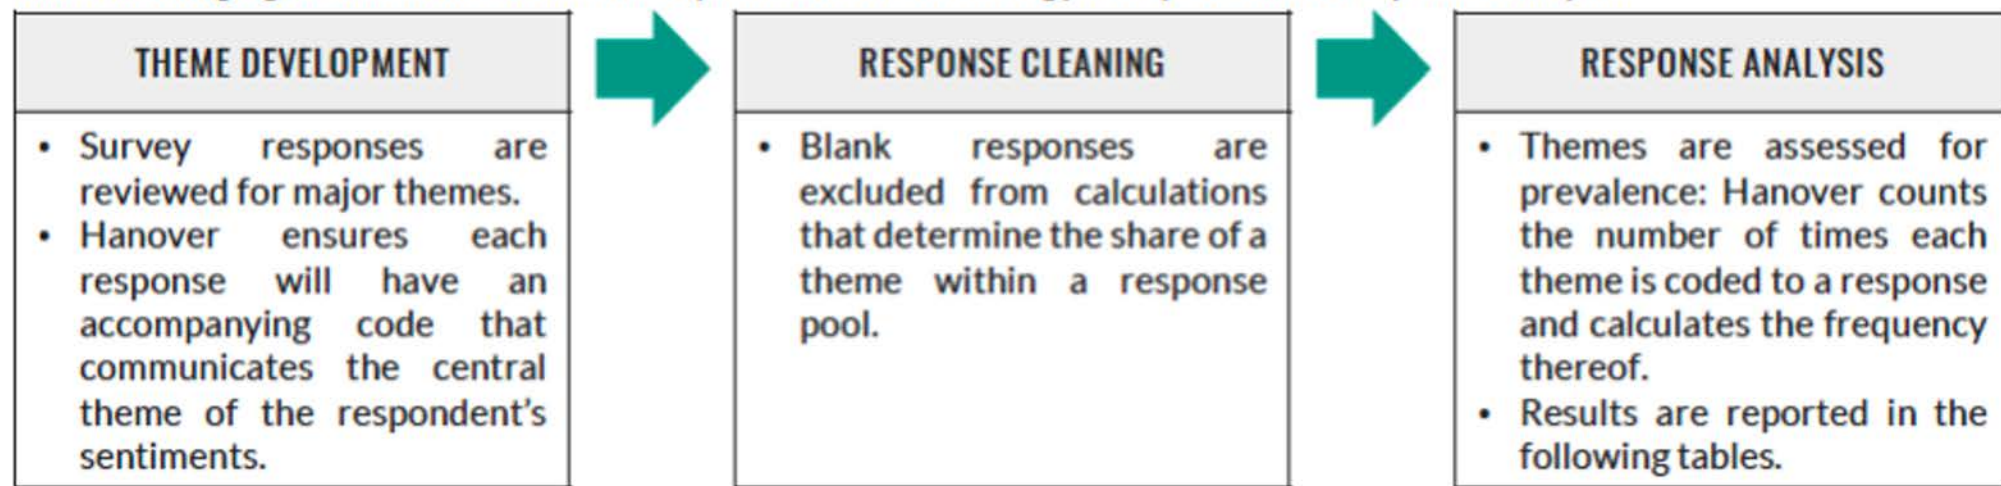 THEME DEVELOPMENT
• Survey responses are
reviewed for major themes.
• Hanover ensures each
response will have an
accompanying code that
communicates the central
theme of the respondent's
sentiments.
RESPONSE CLEANING
• Blank responses are
excluded from calculations
that determine the share of a
theme within a response
pool.
RESPONSE ANALYSIS
• Themes are assessed for
prevalence: Hanover counts
the number of times each
theme is coded to a response
and calculates the frequency
thereof.
• Results are reported in the
following tables.